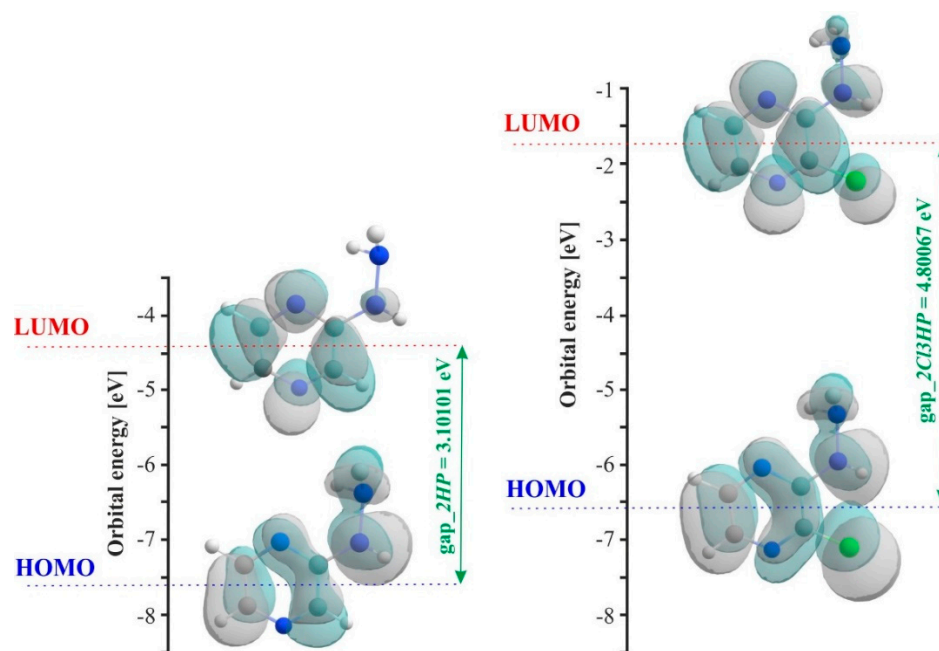 LUMO
HOMO
Orbital energy [eV]
-4
-5
-6
-7
-8
gap_2HP = 3.10101 eV
LUMO
HOMO
Orbital energy [eV]
-1
-2
-3
-4
-5
-6
-7
-8
gap_2Cl3HP = 4.80067 eV